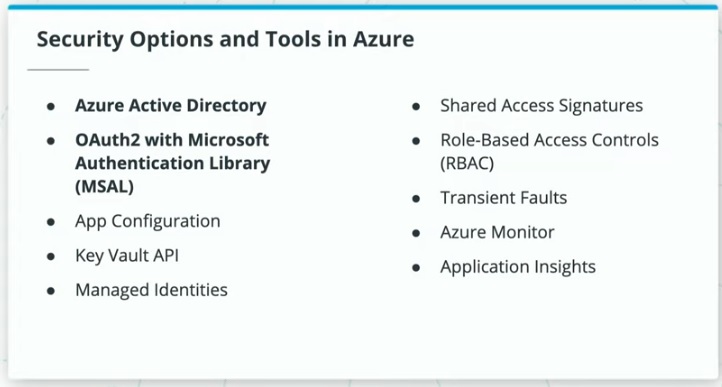 Security Options and Tools in Azure
Azure Active Directory
OAuth2 with Microsoft
Authentication Library
(MSAL)
App Configuration
Key Vault API
Managed Identities
Shared Access Signatures
Role-Based Access Controls
(RBAC)
Transient Faults
Azure Monitor
Application Insights